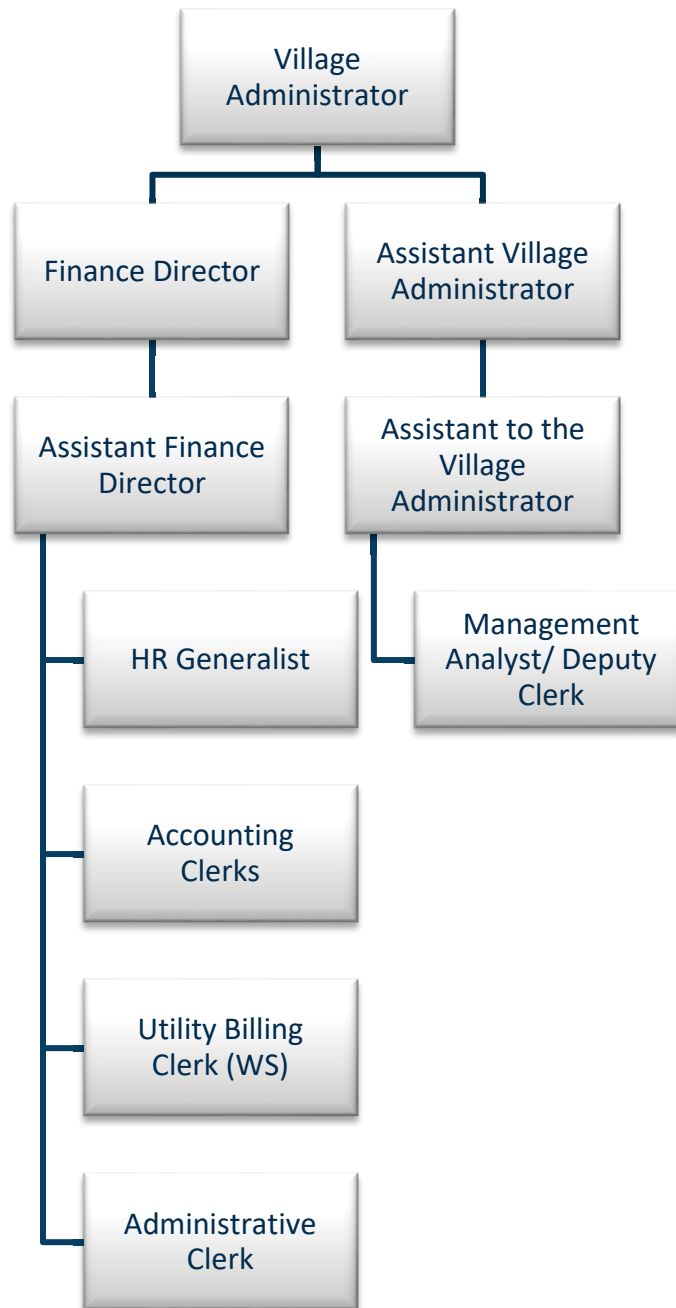 Village
Administrator
Finance Director
Assistant Village
Administrator
Assistant Finance
Director
Assistant to the
Village
Administrator
HR Generalist
Management
Analyst/ Deputy
Clerk
Accounting
Clerks
Utility Billing
Clerk (WS)
Administrative
Clerk